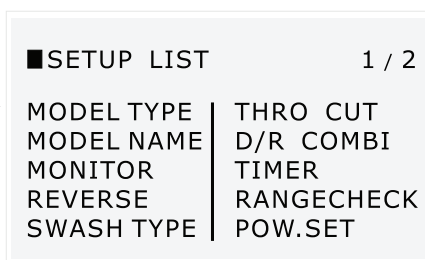 ■SETUP LIST 1/2
MODEL TYPE | THRO CUT
MODEL NAME | D/R COMBI
MONITOR | TIMER
REVERSE | RANGECHECK
SWASH TYPE | POW.SET